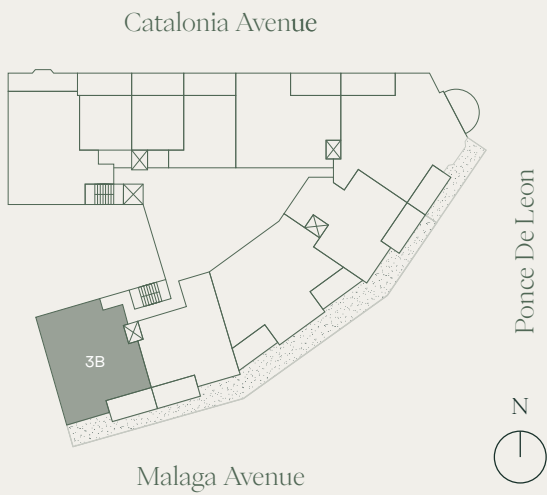 Catalonia Avenue
Ponce De Leon
3B
N
Malaga Avenue